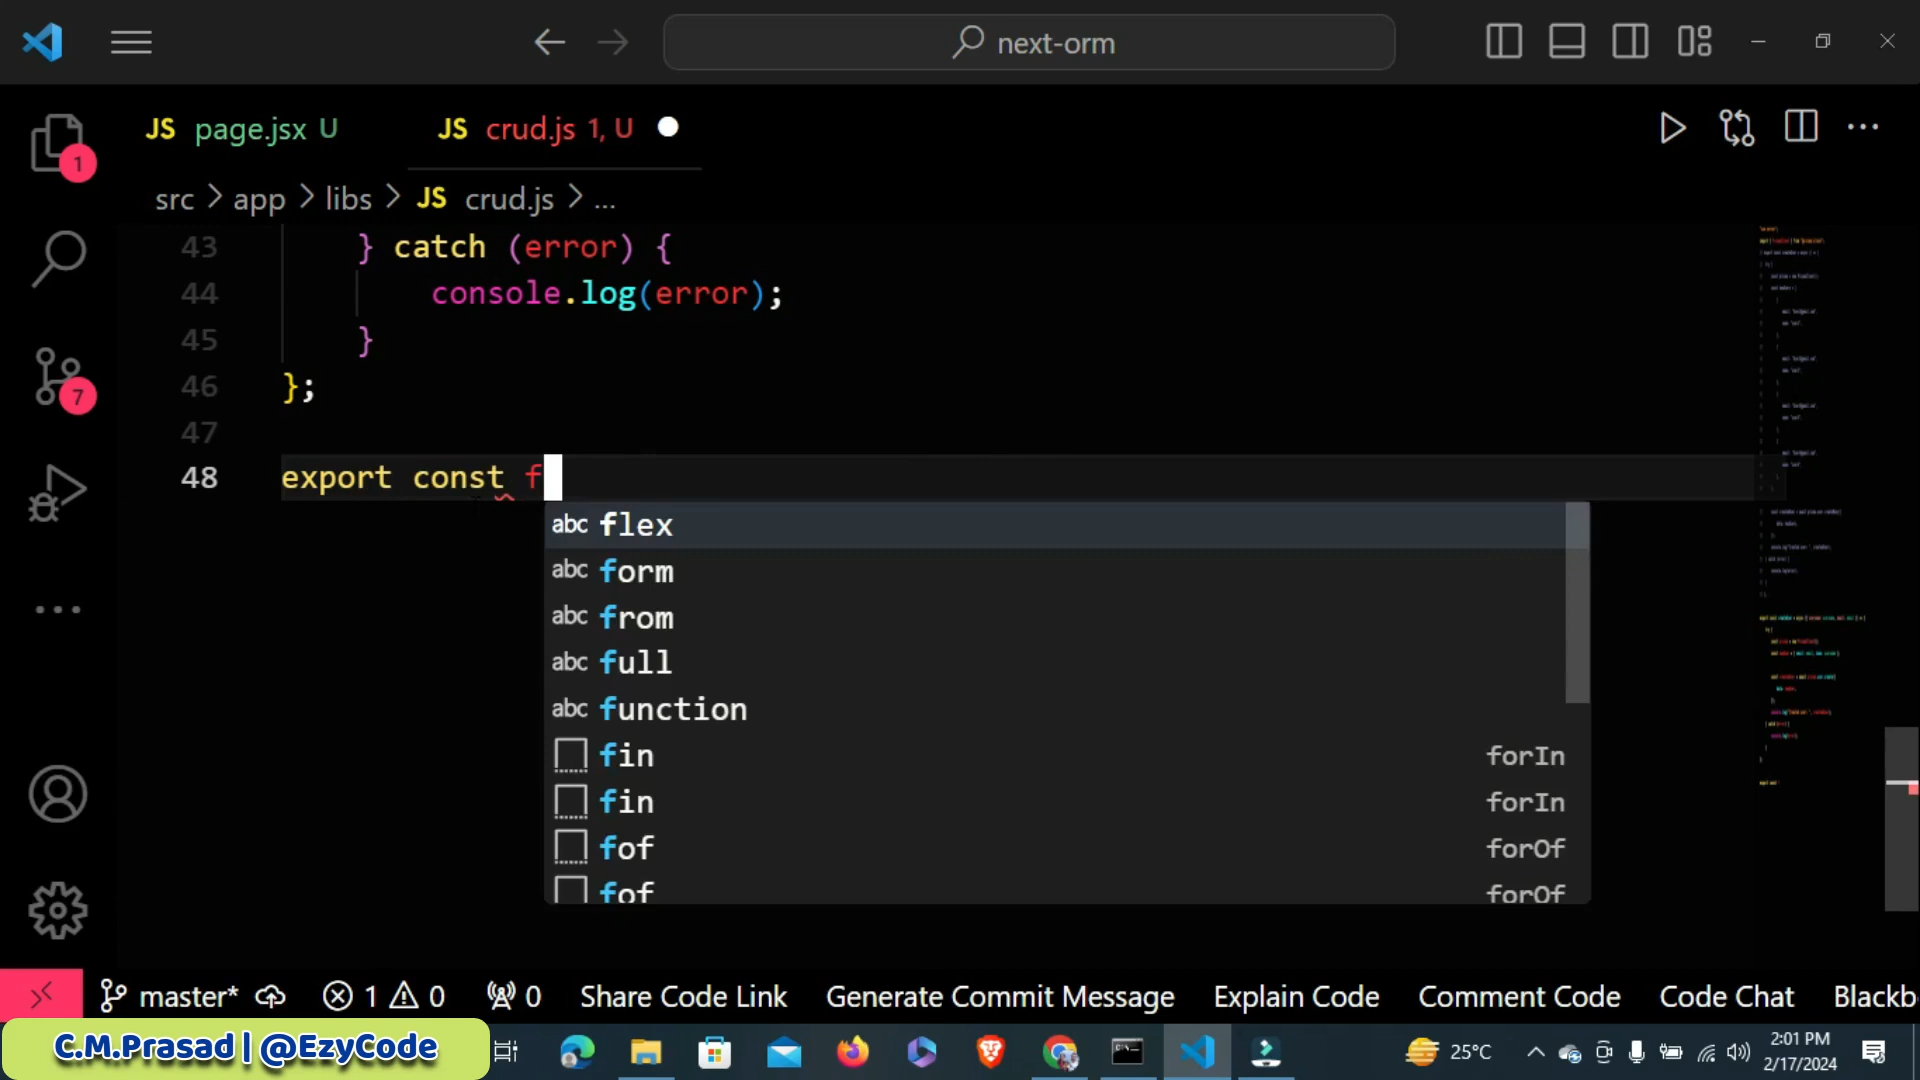 next-orm
JS page.jsx U
JS crud.js 1, U
src > app > libs > JS crud.js > ...
43 } catch (error) {
44 console.log(error);
45 }
46 };
47
48 export const f
abc flex
abc form
abc from
abc full
abc function
fin forIn
fin forIn
fof forOf
fof forOf
1
7
master* 1 0 0 Share Code Link Generate Commit Message Explain Code Comment Code Code Chat Blackb
C.M.Prasad | @EzyCode
25°C
2:01 PM
2/17/2024